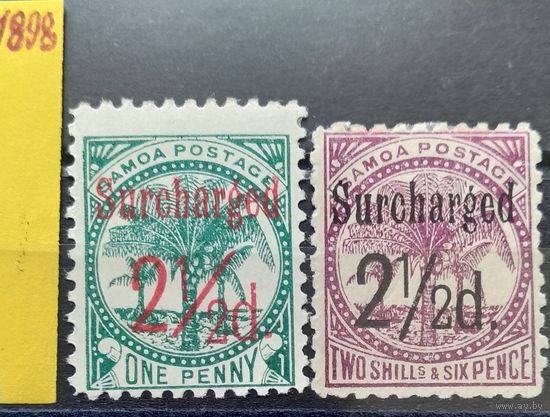 1898
SAMOA POSTAGE
Surcharged
2½d.
ONE PENNY
SAMOA POSTAGE
Surcharged
2½d.
TWO SHILLS & SIX PENCE
www.ay.by